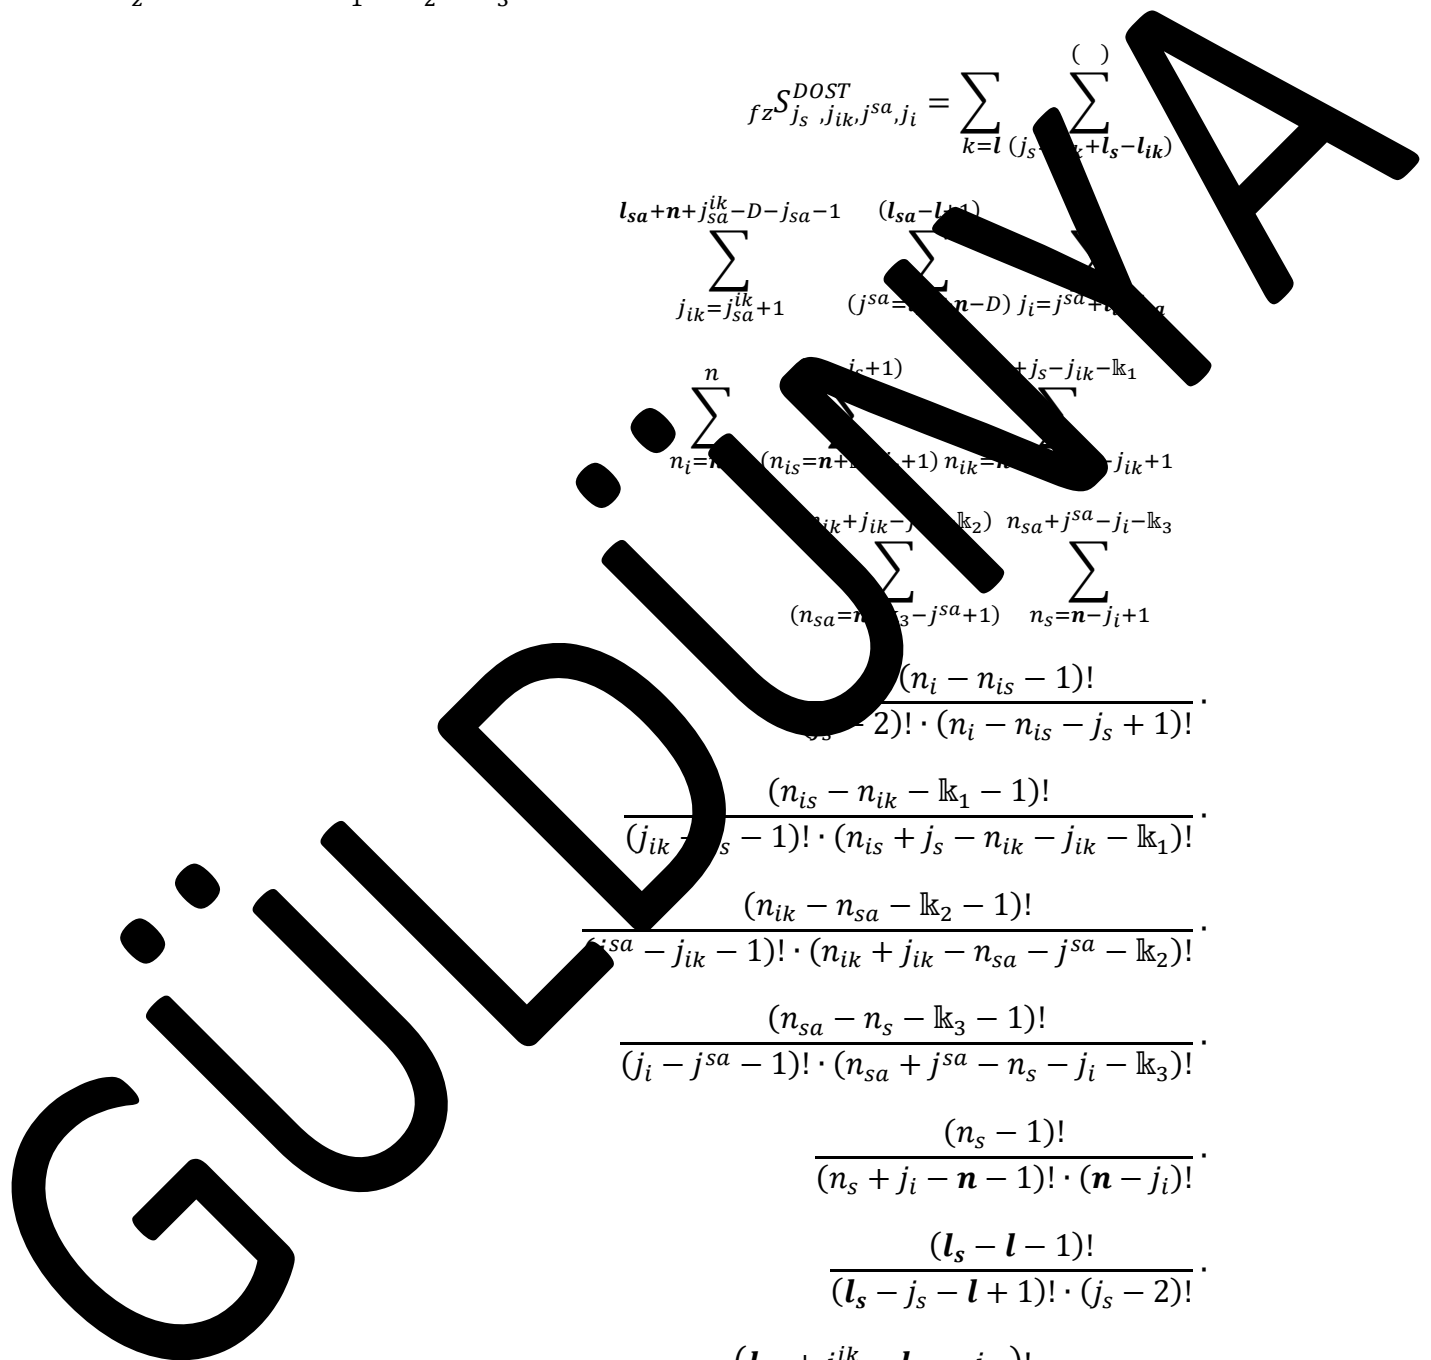 z 1 2 3
fzS^{DOST}_{j_s ,j_{ik},j^{sa},j_i} = ∑_{k=l} ∑^{( )}_{(j_s +l_s−l_{ik})}
∑^{l_{sa}+n+j_{sa}^{ik}−D−j_{sa}−1}_{j_{ik}=j_{sa}^{ik}+1} ∑^{(l_{sa}−l+1)}_{(j^{sa}= n−D)} ∑_{j_i=j^{sa}+}
∑^{n}_{n_i=} ∑^{j_s+1)}_{(n_{is}=n+ +1)} ∑^{+j_s−j_{ik}−𝕜_1}_{n_{ik}= −j_{ik}+1}
∑^{+j_{ik}− 𝕜_2)}_{(n_{sa}=n 𝕜_3−j^{sa}+1)} ∑^{n_{sa}+j^{sa}−j_i−𝕜_3}_{n_s=n−j_i+1}
(n_i − n_{is} − 1)!
(j_s − 2)! · (n_i − n_{is} − j_s + 1)! ·
(n_{is} − n_{ik} − 𝕜_1 − 1)!
(j_{ik} − j_s − 1)! · (n_{is} + j_s − n_{ik} − j_{ik} − 𝕜_1)! ·
(n_{ik} − n_{sa} − 𝕜_2 − 1)!
(j^{sa} − j_{ik} − 1)! · (n_{ik} + j_{ik} − n_{sa} − j^{sa} − 𝕜_2)! ·
(n_{sa} − n_s − 𝕜_3 − 1)!
(j_i − j^{sa} − 1)! · (n_{sa} + j^{sa} − n_s − j_i − 𝕜_3)! ·
(n_s − 1)!
(n_s + j_i − n − 1)! · (n − j_i)! ·
(l_s − l − 1)!
(l_s − j_s − l + 1)! · (j_s − 2)! ·
GÜLDÜNYA